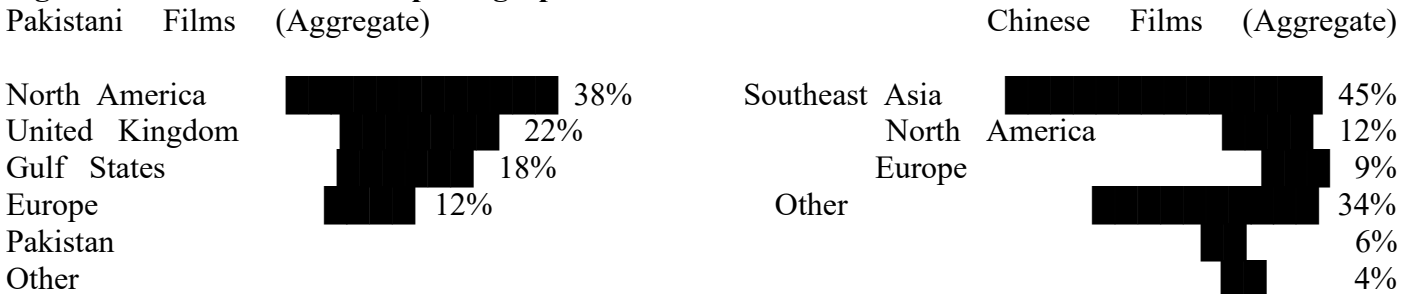 Pakistani Films (Aggregate) Chinese Films (Aggregate)
North America 38% Southeast Asia 45%
United Kingdom 22% North America 12%
Gulf States 18% Europe 9%
Europe 12% Other 34%
Pakistan 6%
Other 4%